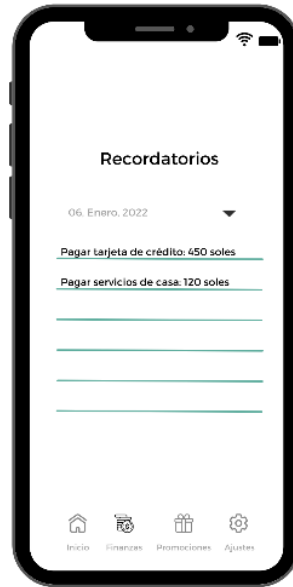 Recordatorios
06. Enero. 2022
Pagar tarjeta de crédito: 450 soles
Pagar servicios de casa: 120 soles
Inicio Finanzas Promociones Ajustes